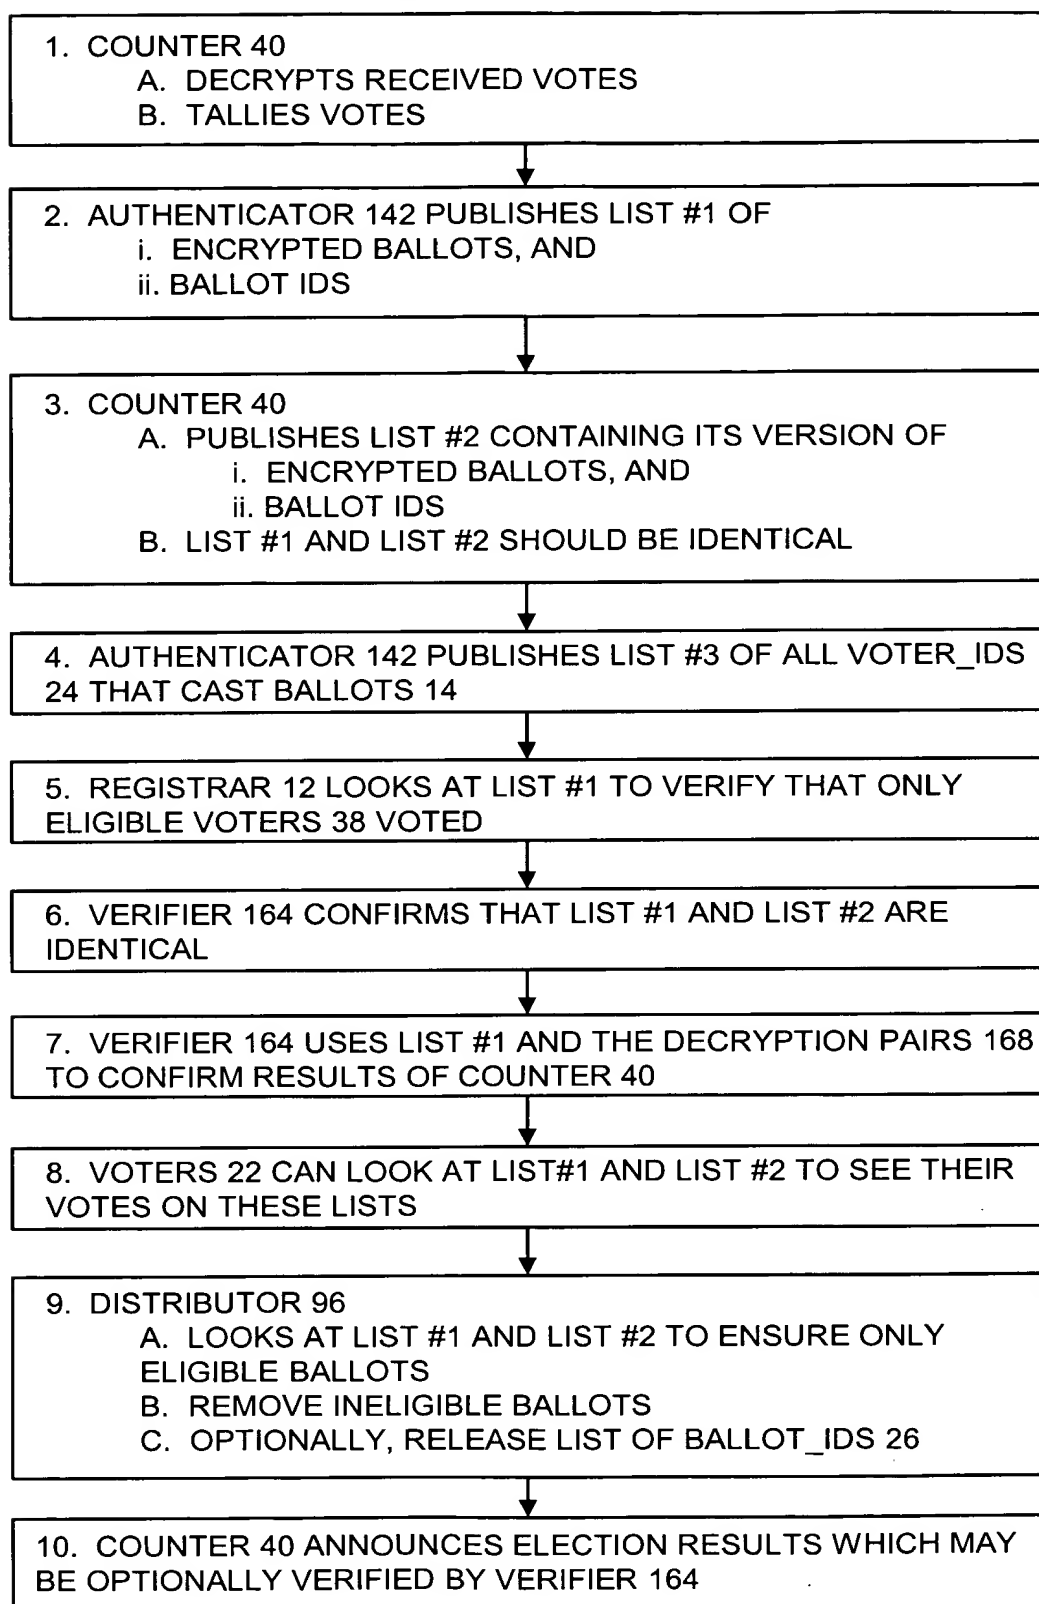 1. COUNTER 40
A. DECRYPTS RECEIVED VOTES
B. TALLIES VOTES
2. AUTHENTICATOR 142 PUBLISHES LIST #1 OF
i. ENCRYPTED BALLOTS, AND
ii. BALLOT IDS
3. COUNTER 40
A. PUBLISHES LIST #2 CONTAINING ITS VERSION OF
i. ENCRYPTED BALLOTS, AND
ii. BALLOT IDS
B. LIST #1 AND LIST #2 SHOULD BE IDENTICAL
4. AUTHENTICATOR 142 PUBLISHES LIST #3 OF ALL VOTER_IDS
24 THAT CAST BALLOTS 14
5. REGISTRAR 12 LOOKS AT LIST #1 TO VERIFY THAT ONLY
ELIGIBLE VOTERS 38 VOTED
6. VERIFIER 164 CONFIRMS THAT LIST #1 AND LIST #2 ARE
IDENTICAL
7. VERIFIER 164 USES LIST #1 AND THE DECRYPTION PAIRS 168
TO CONFIRM RESULTS OF COUNTER 40
8. VOTERS 22 CAN LOOK AT LIST#1 AND LIST #2 TO SEE THEIR
VOTES ON THESE LISTS
9. DISTRIBUTOR 96
A. LOOKS AT LIST #1 AND LIST #2 TO ENSURE ONLY
ELIGIBLE BALLOTS
B. REMOVE INELIGIBLE BALLOTS
C. OPTIONALLY, RELEASE LIST OF BALLOT_IDS 26
10. COUNTER 40 ANNOUNCES ELECTION RESULTS WHICH MAY
BE OPTIONALLY VERIFIED BY VERIFIER 164